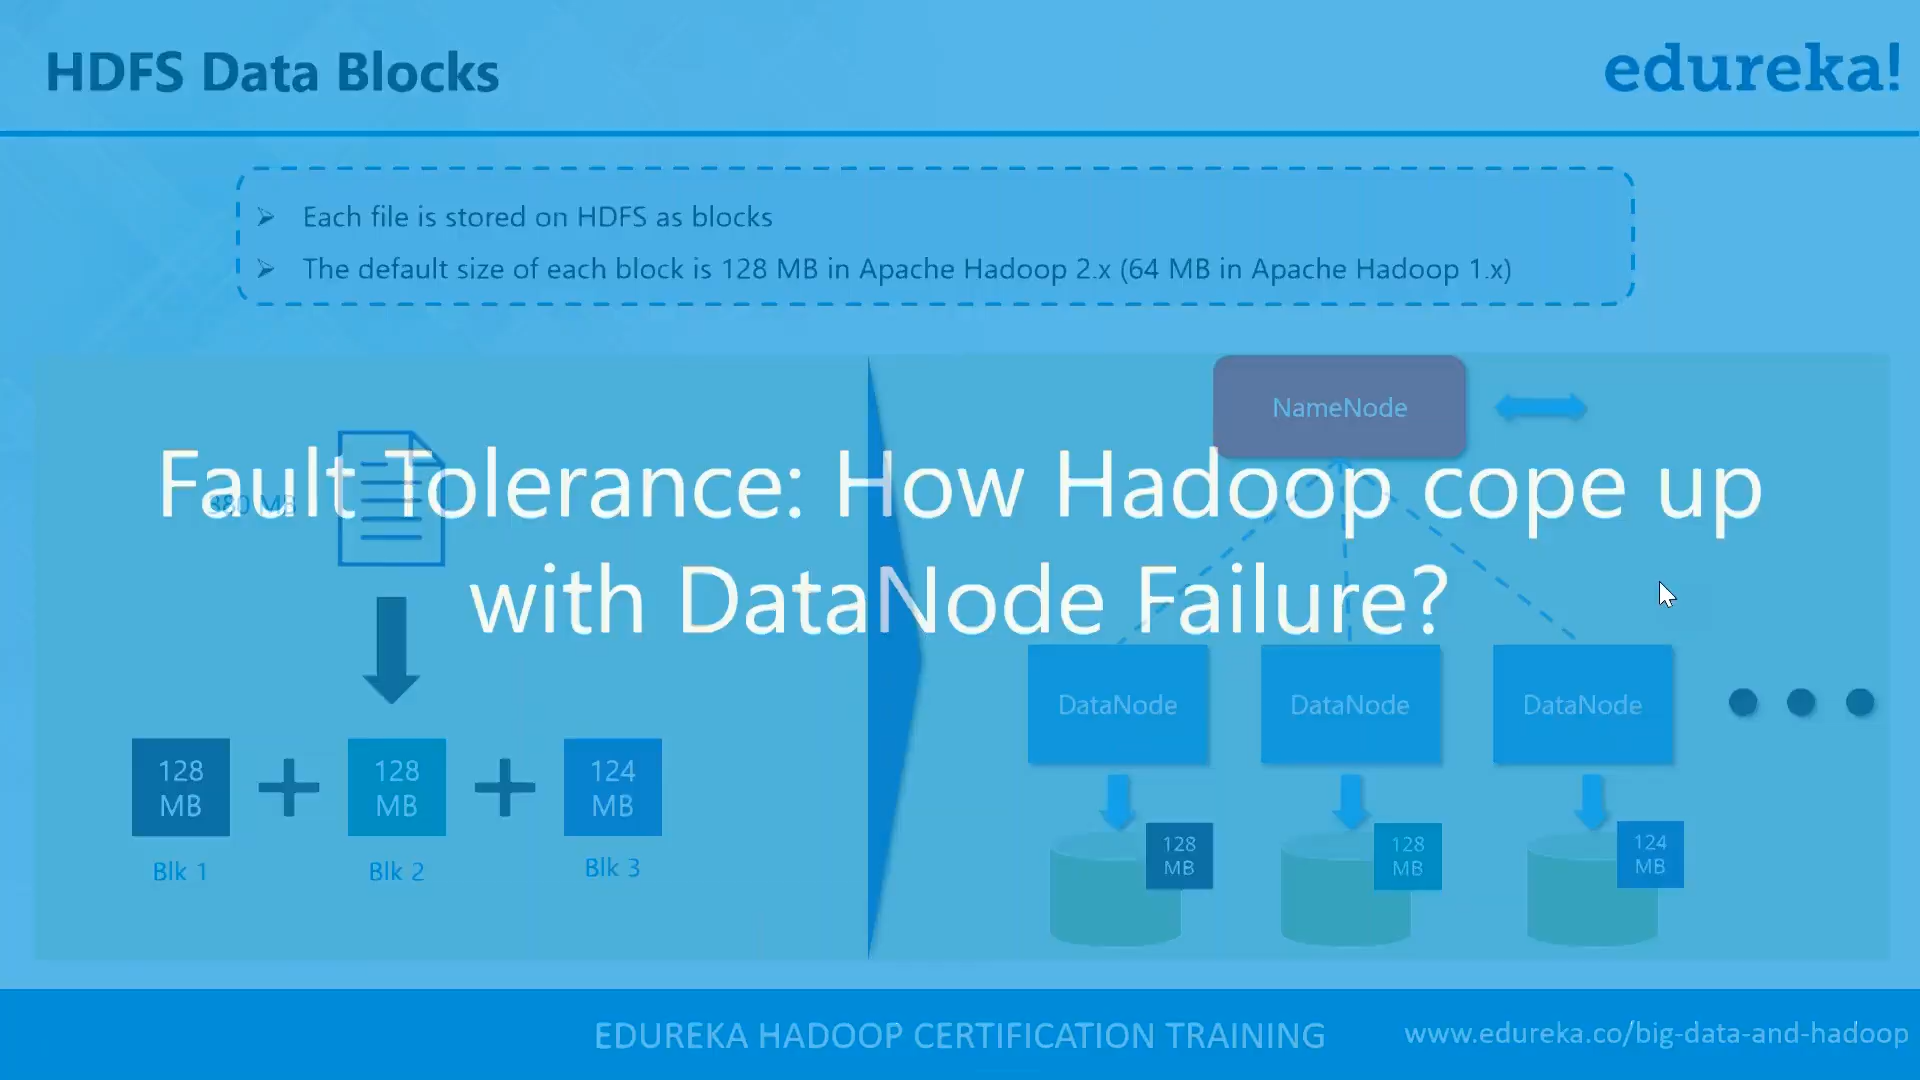 HDFS Data Blocks
edureka!
Each file is stored on HDFS as blocks
The default size of each block is 128 MB in Apache Hadoop 2.x (64 MB in Apache Hadoop 1.x)
NameNode
Fault Tolerance: How Hadoop cope up
with DataNode Failure?
380 MB
DataNode
DataNode
DataNode
128
MB
128
MB
124
MB
128
MB
128
MB
124
MB
Blk 1
Blk 2
Blk 3
EDUREKA HADOOP CERTIFICATION TRAINING
www.edureka.co/big-data-and-hadoop